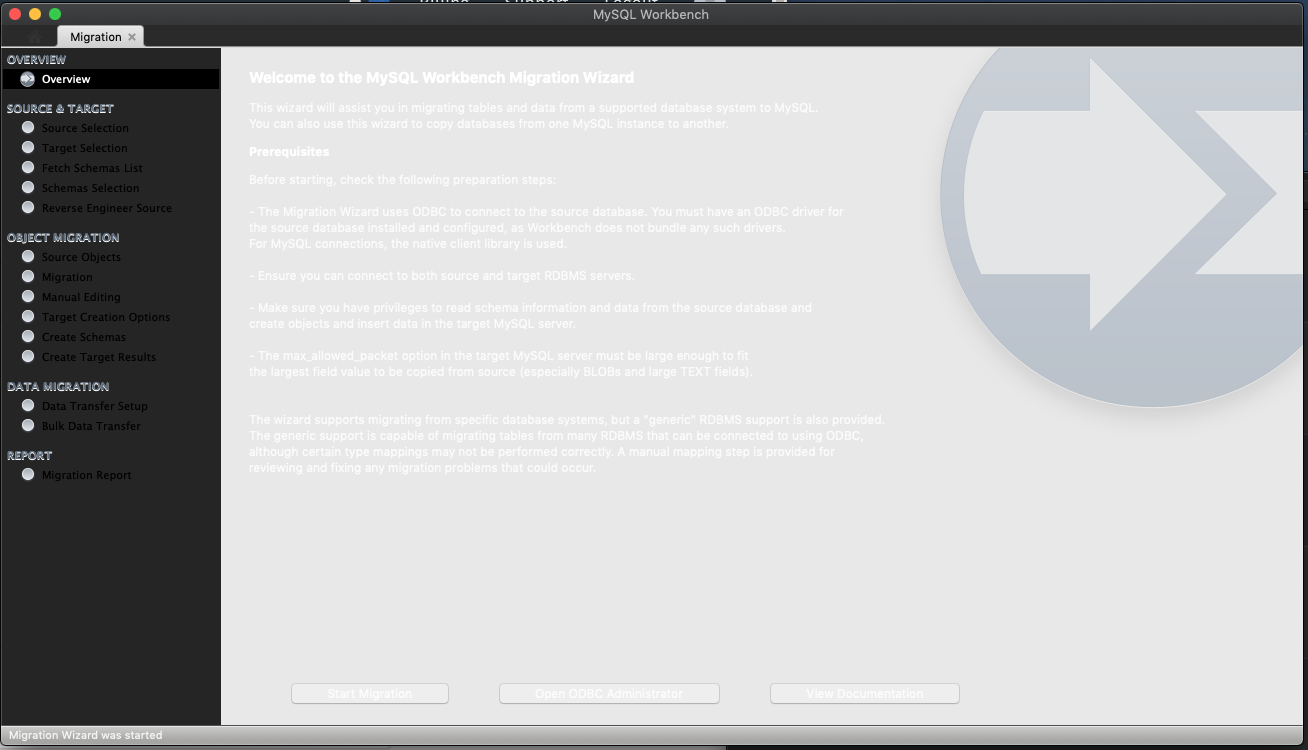 Billing Support Logout
MySQL Workbench
Migration
OVERVIEW
Overview
SOURCE & TARGET
Source Selection
Target Selection
Fetch Schemas List
Schemas Selection
Reverse Engineer Source
OBJECT MIGRATION
Source Objects
Migration
Manual Editing
Target Creation Options
Create Schemas
Create Target Results
DATA MIGRATION
Data Transfer Setup
Bulk Data Transfer
REPORT
Migration Report
Welcome to the MySQL Workbench Migration Wizard
This wizard will assist you in migrating tables and data from a supported database system to MySQL.
You can also use this wizard to copy databases from one MySQL instance to another.
Prerequisites
Before starting, check the following preparation steps:
- The Migration Wizard uses ODBC to connect to the source database. You must have an ODBC driver for
the source database installed and configured, as Workbench does not bundle any such drivers.
For MySQL connections, the native client library is used.
- Ensure you can connect to both source and target RDBMS servers.
- Make sure you have privileges to read schema information and data from the source database and
create objects and insert data in the target MySQL server.
- The max_allowed_packet option in the target MySQL server must be large enough to fit
the largest field value to be copied from source (especially BLOBs and large TEXT fields).
The wizard supports migrating from specific database systems, but a "generic" RDBMS support is also provided.
The generic support is capable of migrating tables from many RDBMS that can be connected to using ODBC,
although certain type mappings may not be performed correctly. A manual mapping step is provided for
reviewing and fixing any migration problems that could occur.
Start Migration
Open ODBC Administrator
View Documentation
Migration Wizard was started